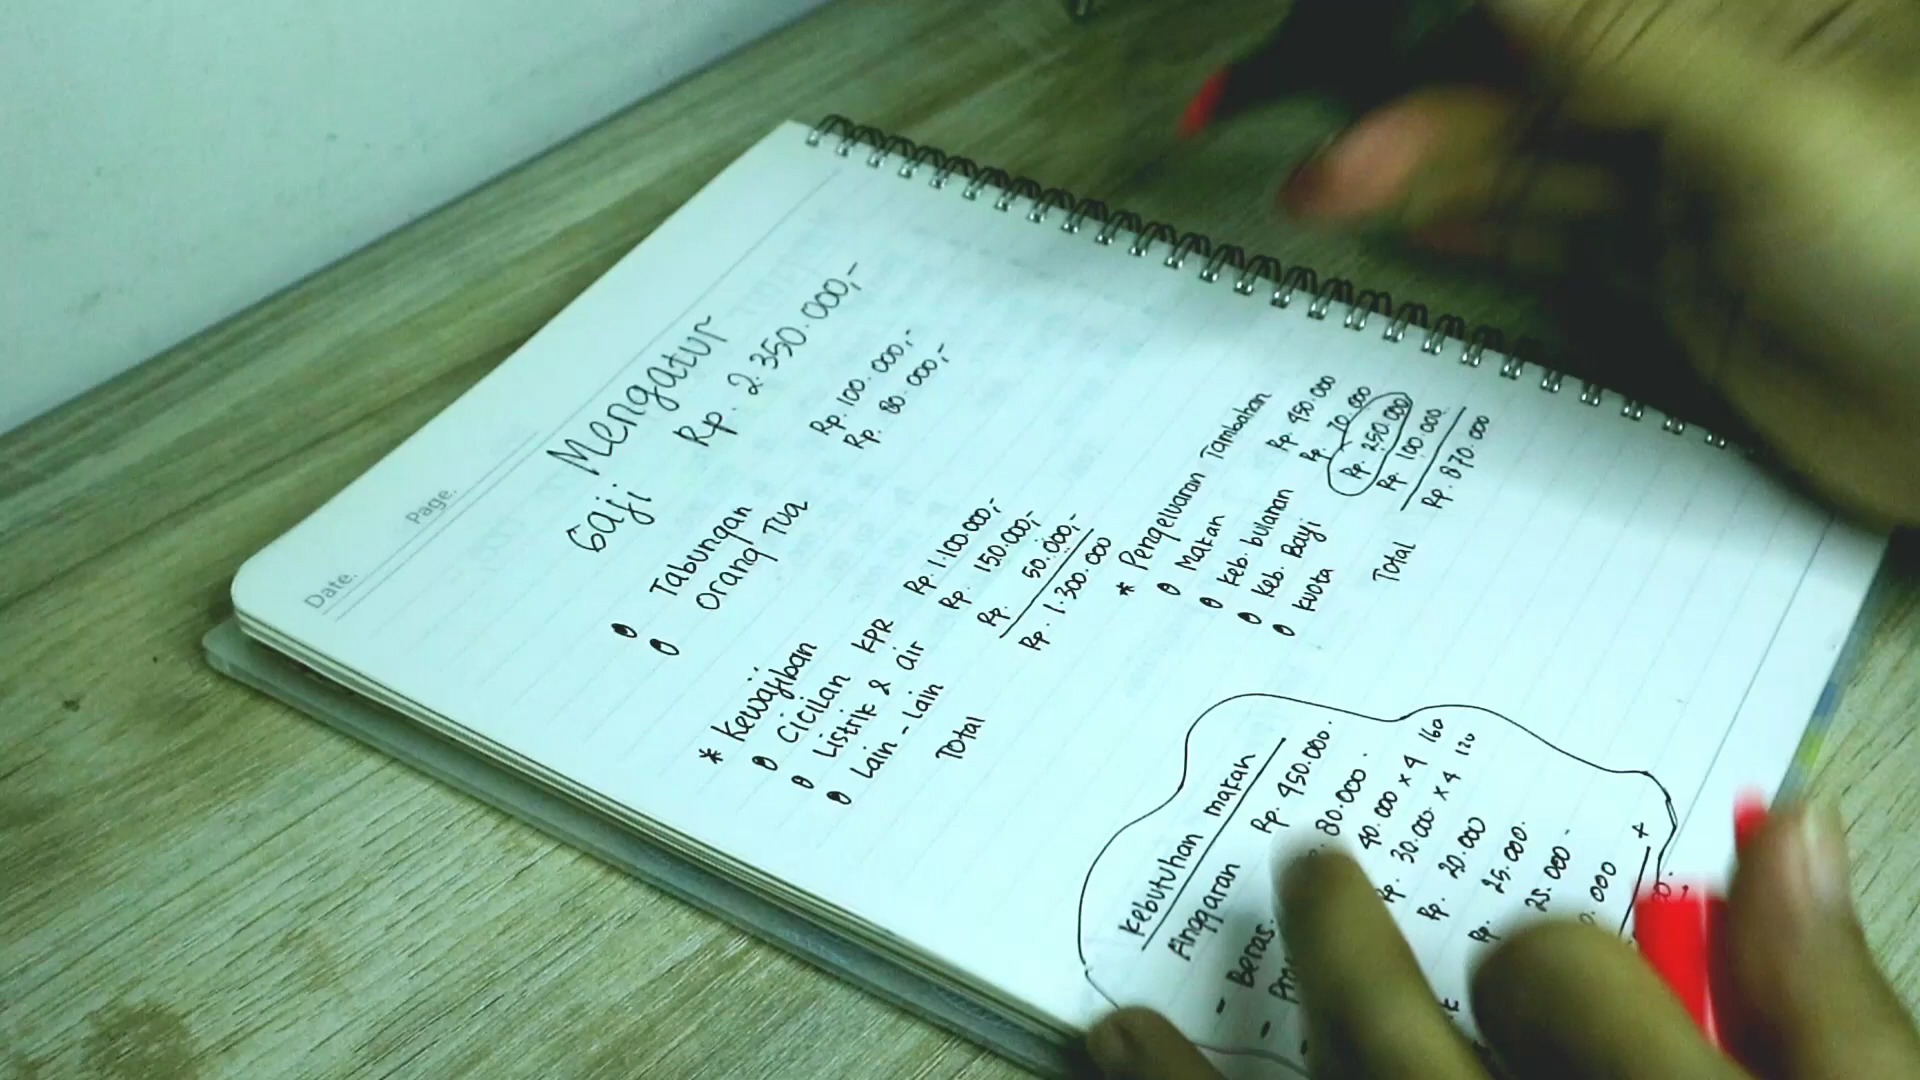 Date.
Page.
Mengatur
Gaji Rp. 2.350.000,-
Tabungan Rp. 100.000,-
Orang Tua Rp. 80.000,-
* Kewajiban
Cicilan KPR Rp. 1.100.000,-
Listrik & air Rp. 150.000,-
Lain - Lain Rp. 50.000,-
Total Rp. 1.300.000
* Pengeluaran Tambahan
Makan Rp. 450.000
Keb. bulanan Rp. 70.000
Keb. Bayi Rp. 250.000
Kuota Rp. 100.000.
Total Rp. 870.000
Kebutuhan makan
Anggaran Rp. 450.000.
- Beras. 80.000.
- 40.000 x 4 160
- Rp. 30.000 x 4 120
Rp. 20.000
Rp. 25.000.
25.000 -
000 +